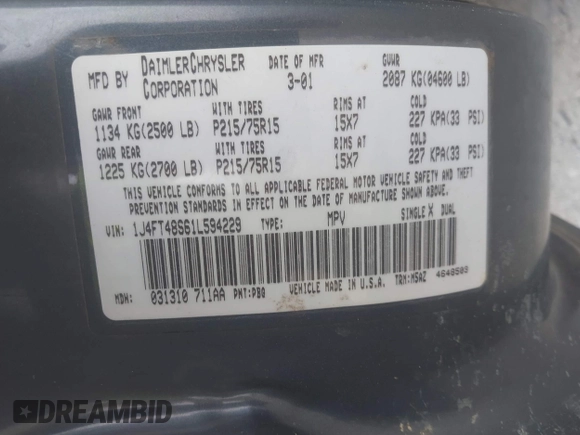 MFD BY DAIMLERCHRYSLER CORPORATION DATE OF MFR 3-01 GVWR 2087 KG(04600 LB)
GAWR FRONT WITH TIRES RIMS AT COLD
1134 KG(2500 LB) P215/75R15 15X7 227 KPA(33 PSI)
GAWR REAR WITH TIRES RIMS AT COLD
1225 KG(2700 LB) P215/75R15 15X7 227 KPA(33 PSI)
THIS VEHICLE CONFORMS TO ALL APPLICABLE FEDERAL MOTOR VEHICLE SAFETY AND THEFT
PREVENTION STANDARDS IN EFFECT ON THE DATE OF MANUFACTURE SHOWN ABOVE
VIN: 1J4FT48S61L594229 TYPE: MPV SINGLE X DUAL
MDH: 031310 711AA PNT:PBQ VEHICLE MADE IN U.S.A. TRM:M5AZ 4648503
DREAMBID